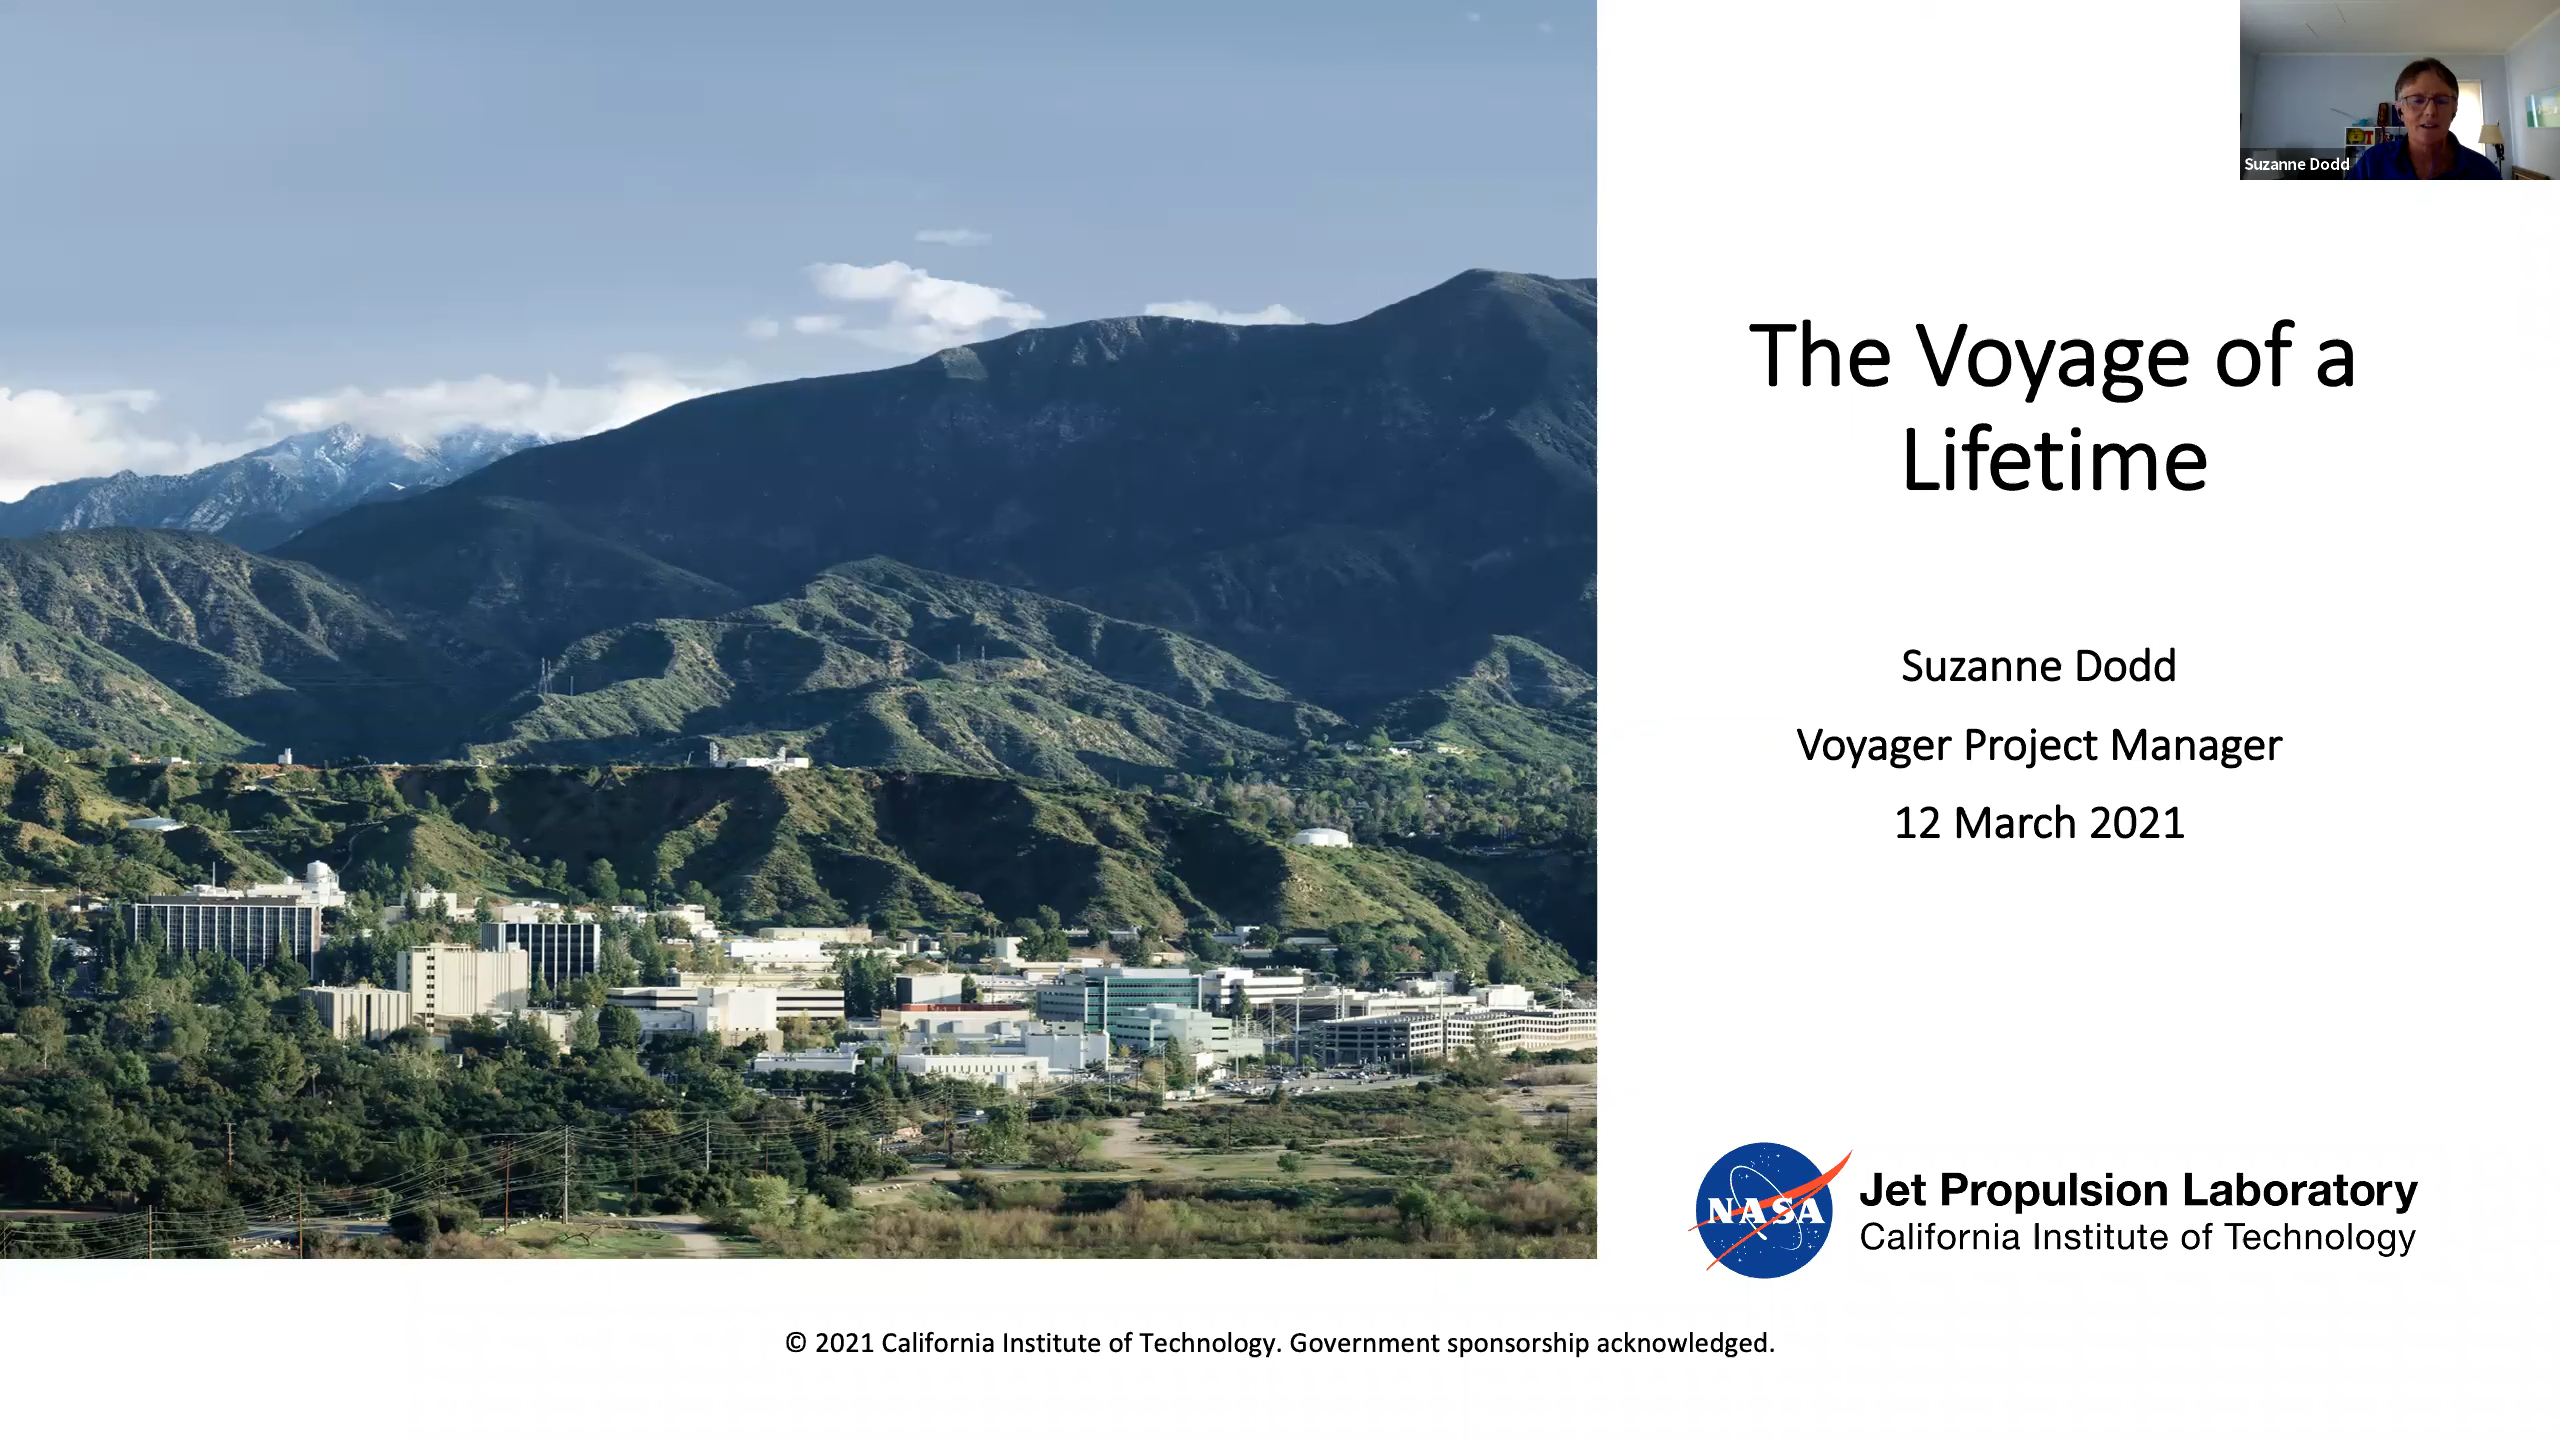 Suzanne Dodd
The Voyage of a
Lifetime
Suzanne Dodd
Voyager Project Manager
12 March 2021
NASA
Jet Propulsion Laboratory
California Institute of Technology
© 2021 California Institute of Technology. Government sponsorship acknowledged.